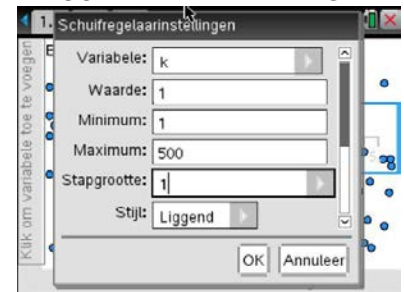 1.
Schuifregelaarinstellingen
Variabele: k
Waarde: 1
Minimum: 1
Maximum: 500
Stapgrootte: 1
Stijl: Liggend
OK Annuleer
Klik om variabele toe te voegen